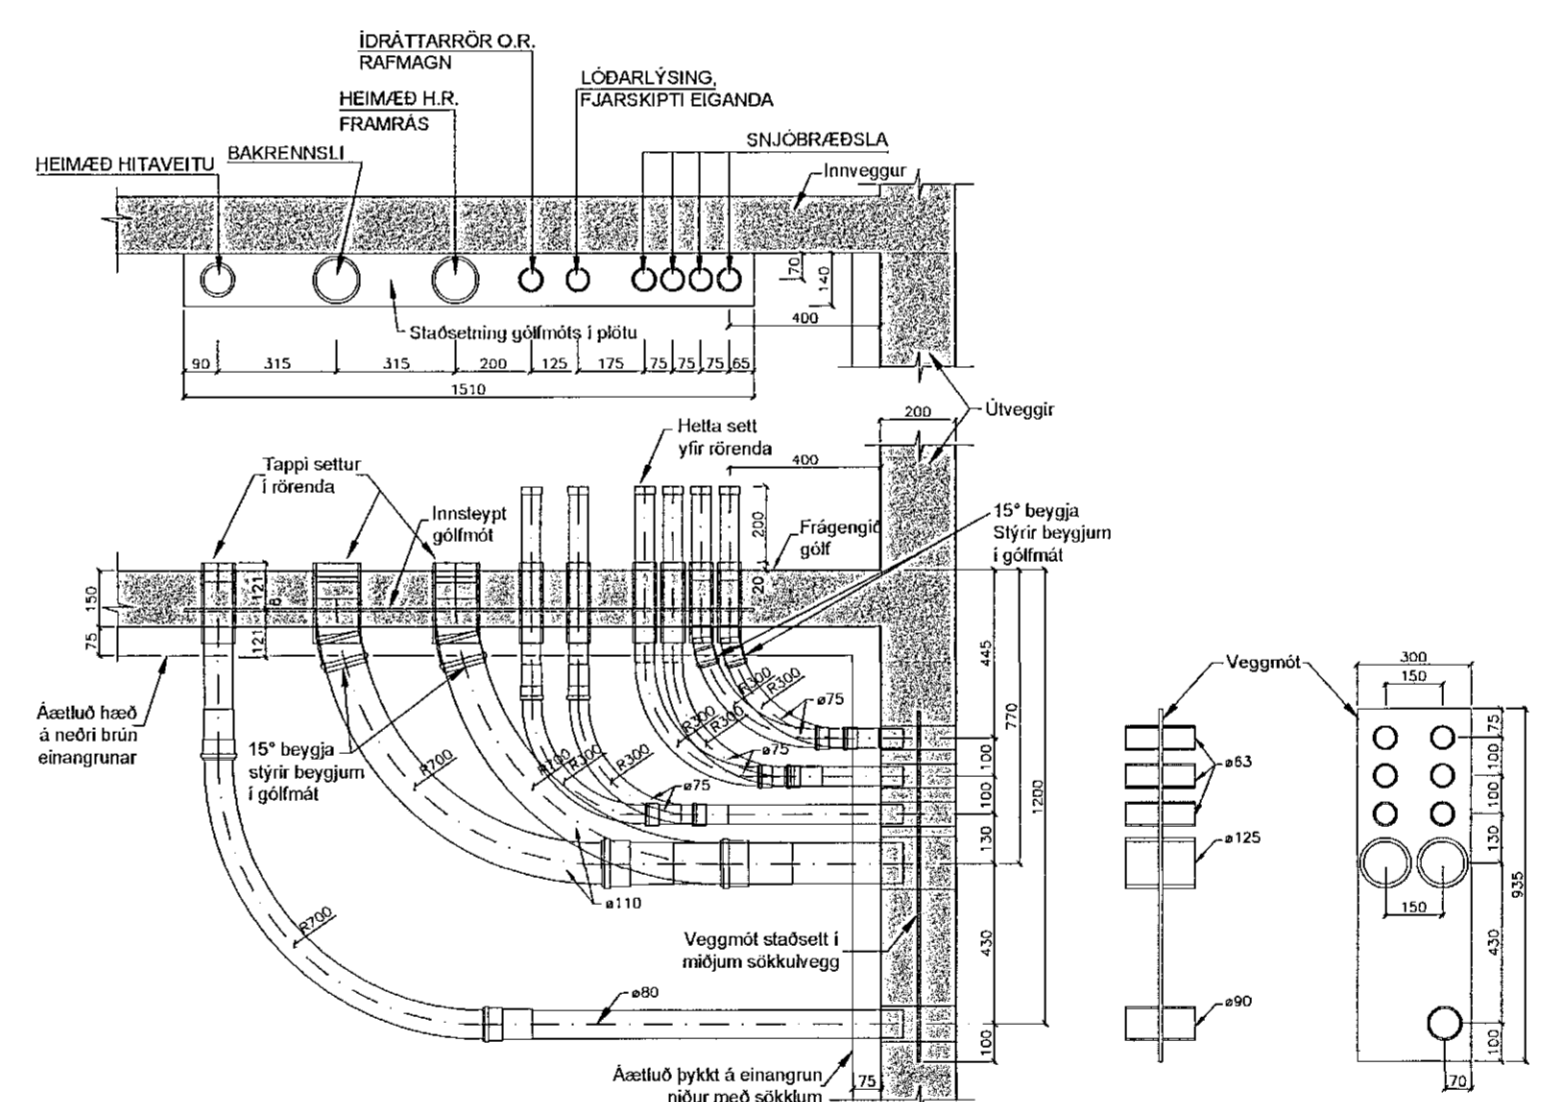 ÍDRÁTTARRÖR O.R.
RAFMAGN
LÓÐARLÝSING,
FJARSKIPTI EIGANDA
HEIMÆÐ H.R.
FRAMRÁS
SNJÓBRÆÐSLA
BAKRENNSLI
HEIMÆÐ HITAVEITU
Innveggur
70
140
400
Staðsetning gólfmóts í plötu
90 315 315 200 125 175 75 75 75 65
1510
Útveggir
200
Hetta sett
yfir rörenda
400
Tappi settur
í rörenda
Innsteypt
gólfmót
200
Frágengið
gólf
15° beygja
Stýrir beygjum
í gólfmát
150
75
121
6
121
20
445
770
1200
100
100
130
430
100
Áætluð hæð
á neðri brún
einangrunar
15° beygja
stýrir beygjum
í gólfmát
R700
R700
R700
R300
R300
R300
R300
R300
R300
ø75
ø75
ø75
ø110
ø80
Veggmót staðsett í
miðjum sökkulvegg
Áætluð þykkt á einangrun
niður með sökklum
75
Veggmót
ø63
ø125
ø90
300
150
75
100
100
130
430
100
935
150
70